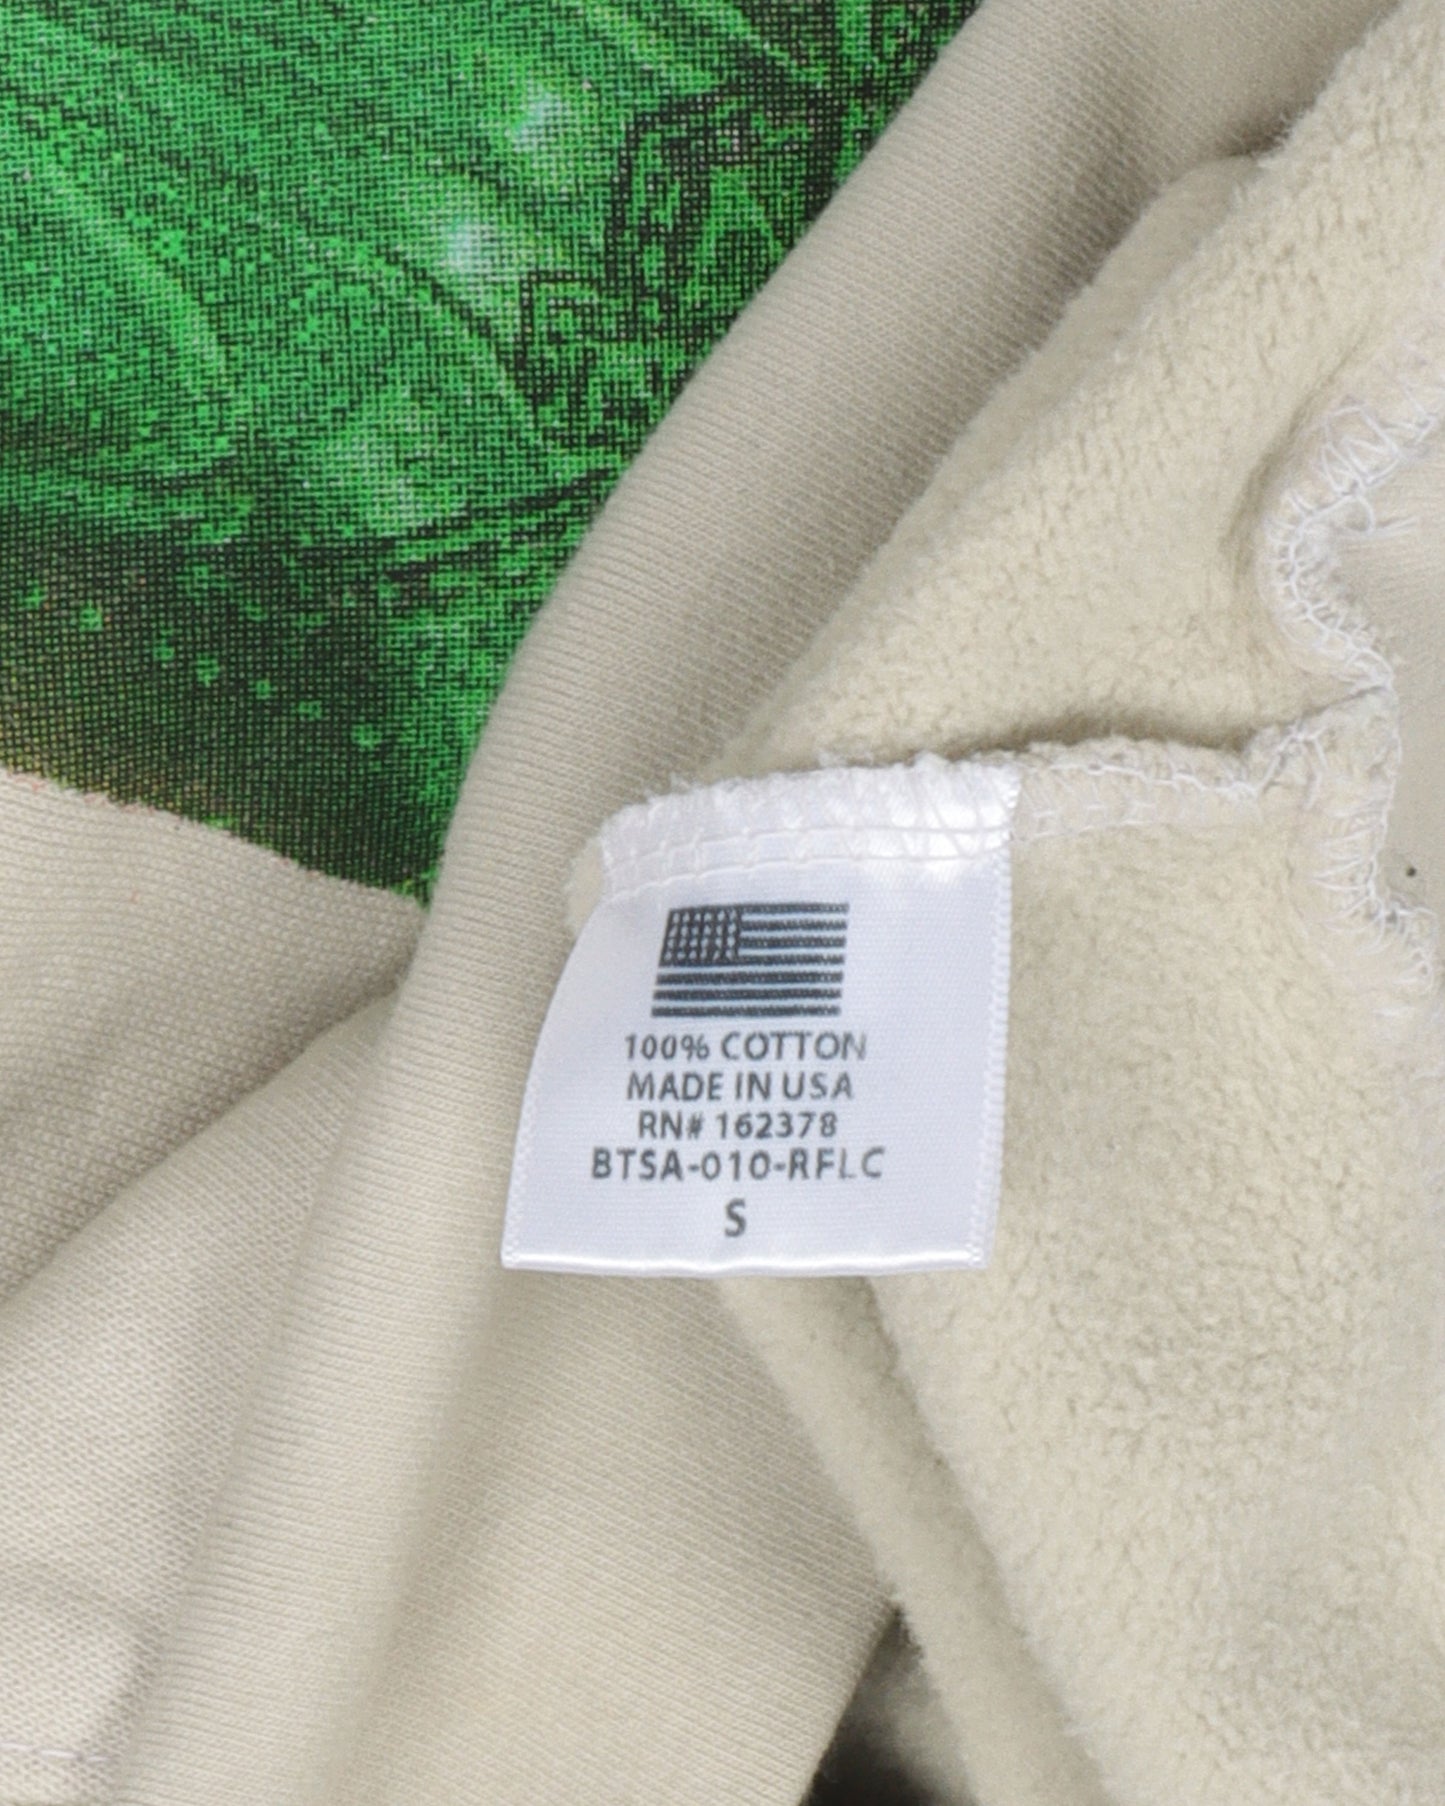 100% COTTON
MADE IN USA
RN# 162378
BTSA-010-RFLC
S